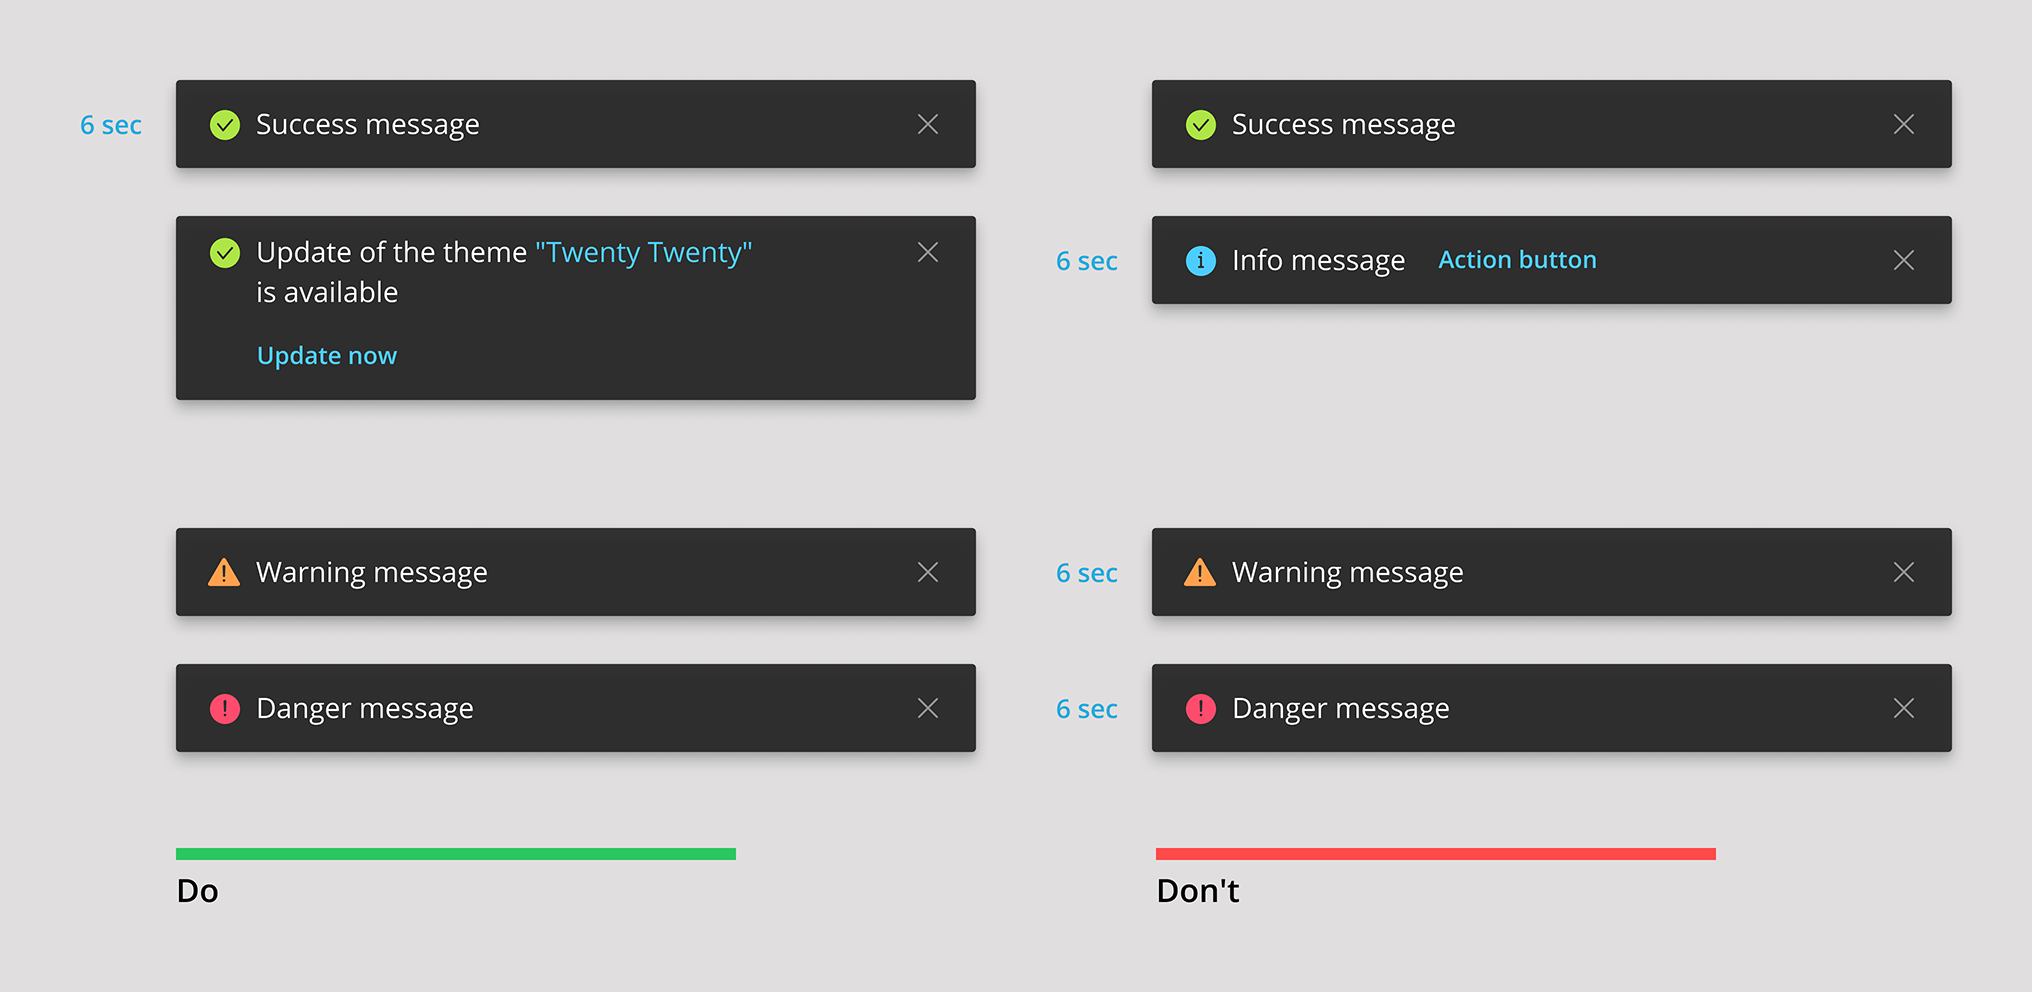 6 sec
Success message
Update of the theme "Twenty Twenty"
is available
Update now
Warning message
Danger message
Do
Success message
6 sec
Info message Action button
6 sec
Warning message
6 sec
Danger message
Don't